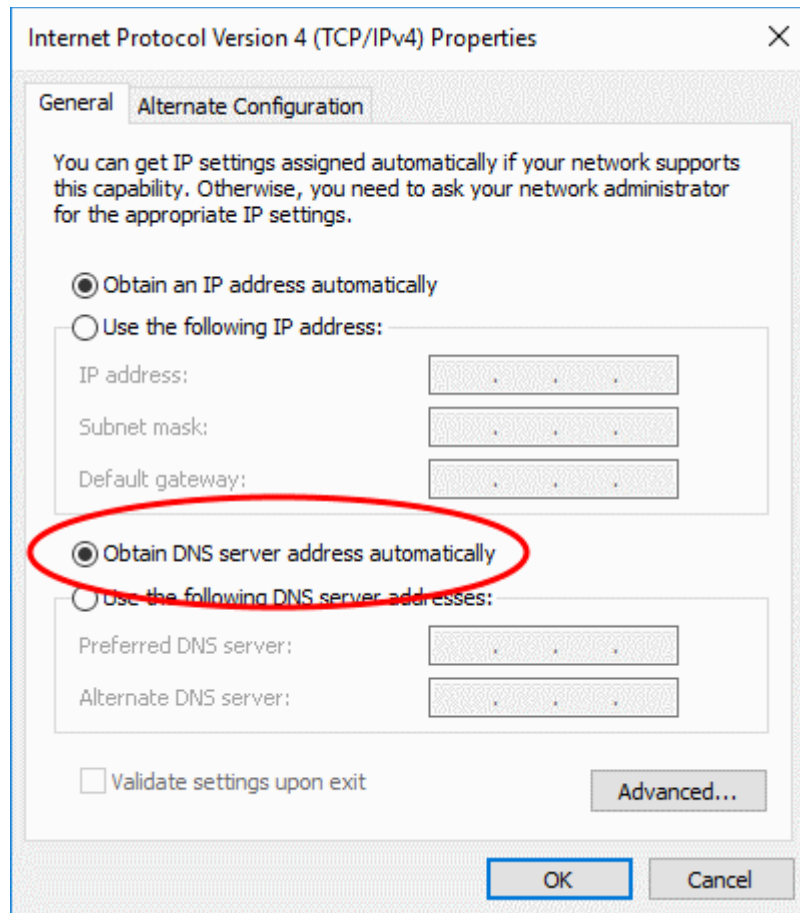 Internet Protocol Version 4 (TCP/IPv4) Properties
General
Alternate Configuration
You can get IP settings assigned automatically if your network supports
this capability. Otherwise, you need to ask your network administrator
for the appropriate IP settings.
Obtain an IP address automatically
Use the following IP address:
IP address:
Subnet mask:
Default gateway:
Obtain DNS server address automatically
Use the following DNS server addresses:
Preferred DNS server:
Alternate DNS server:
Validate settings upon exit
Advanced...
OK
Cancel